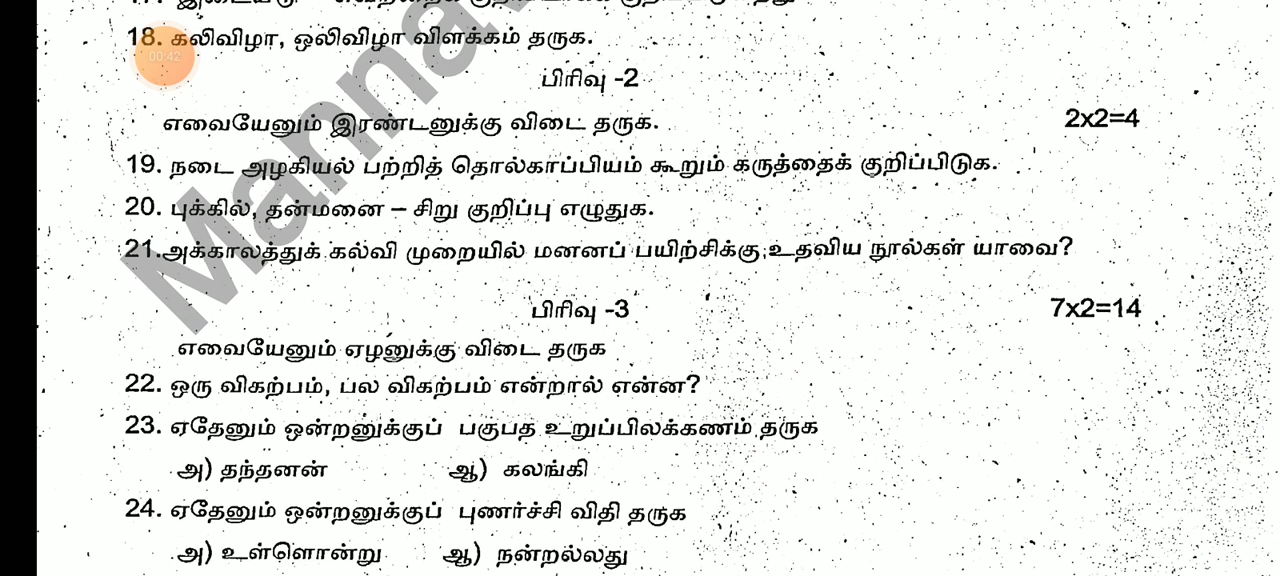 18. கலிவிழா, ஒலிவிழா விளக்கம் தருக.
00:42
பிரிவு -2
எவையேனும் இரண்டனுக்கு விடை தருக. 2x2=4
19. நடை அழகியல் பற்றித் தொல்காப்பியம் கூறும் கருத்தைக் குறிப்பிடுக.
20. புக்கில், தன்மனை – சிறு குறிப்பு எழுதுக.
21.அக்காலத்துக் கல்வி முறையில் மனனப் பயிற்சிக்கு உதவிய நூல்கள் யாவை?
பிரிவு -3 7x2=14
எவையேனும் ஏழனுக்கு விடை தருக
22. ஒரு விகற்பம், பல விகற்பம் என்றால் என்ன?
23. ஏதேனும் ஒன்றனுக்குப் பகுபத உறுப்பிலக்கணம் தருக
அ) தந்தனன் ஆ) கலங்கி
24. ஏதேனும் ஒன்றனுக்குப் புணர்ச்சி விதி தருக
அ) உள்ளொன்று ஆ) நன்றல்லது